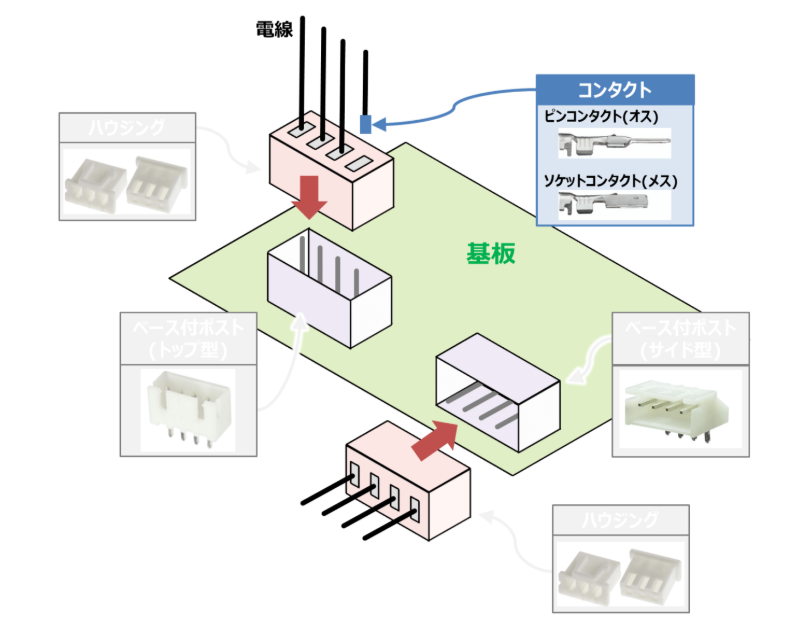 電線
コンタクト
ピンコンタクト(オス)
ソケットコンタクト(メス)
ハウジング
基板
ベース付ポスト
(トップ型)
ベース付ポスト
(サイド型)
ハウジング